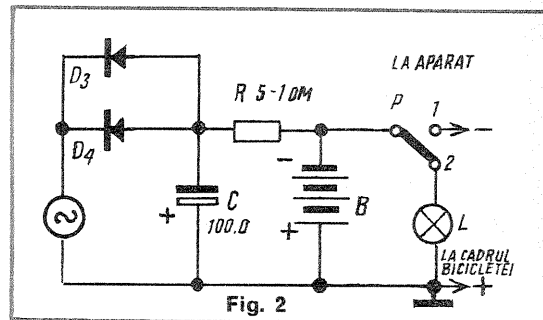 LA APARAT
D3
R 5-10M
P
1
-
D4
-
2
+
C
100.0
B
+
L
LA CADRUL
BICICLETEI
+
Fig. 2